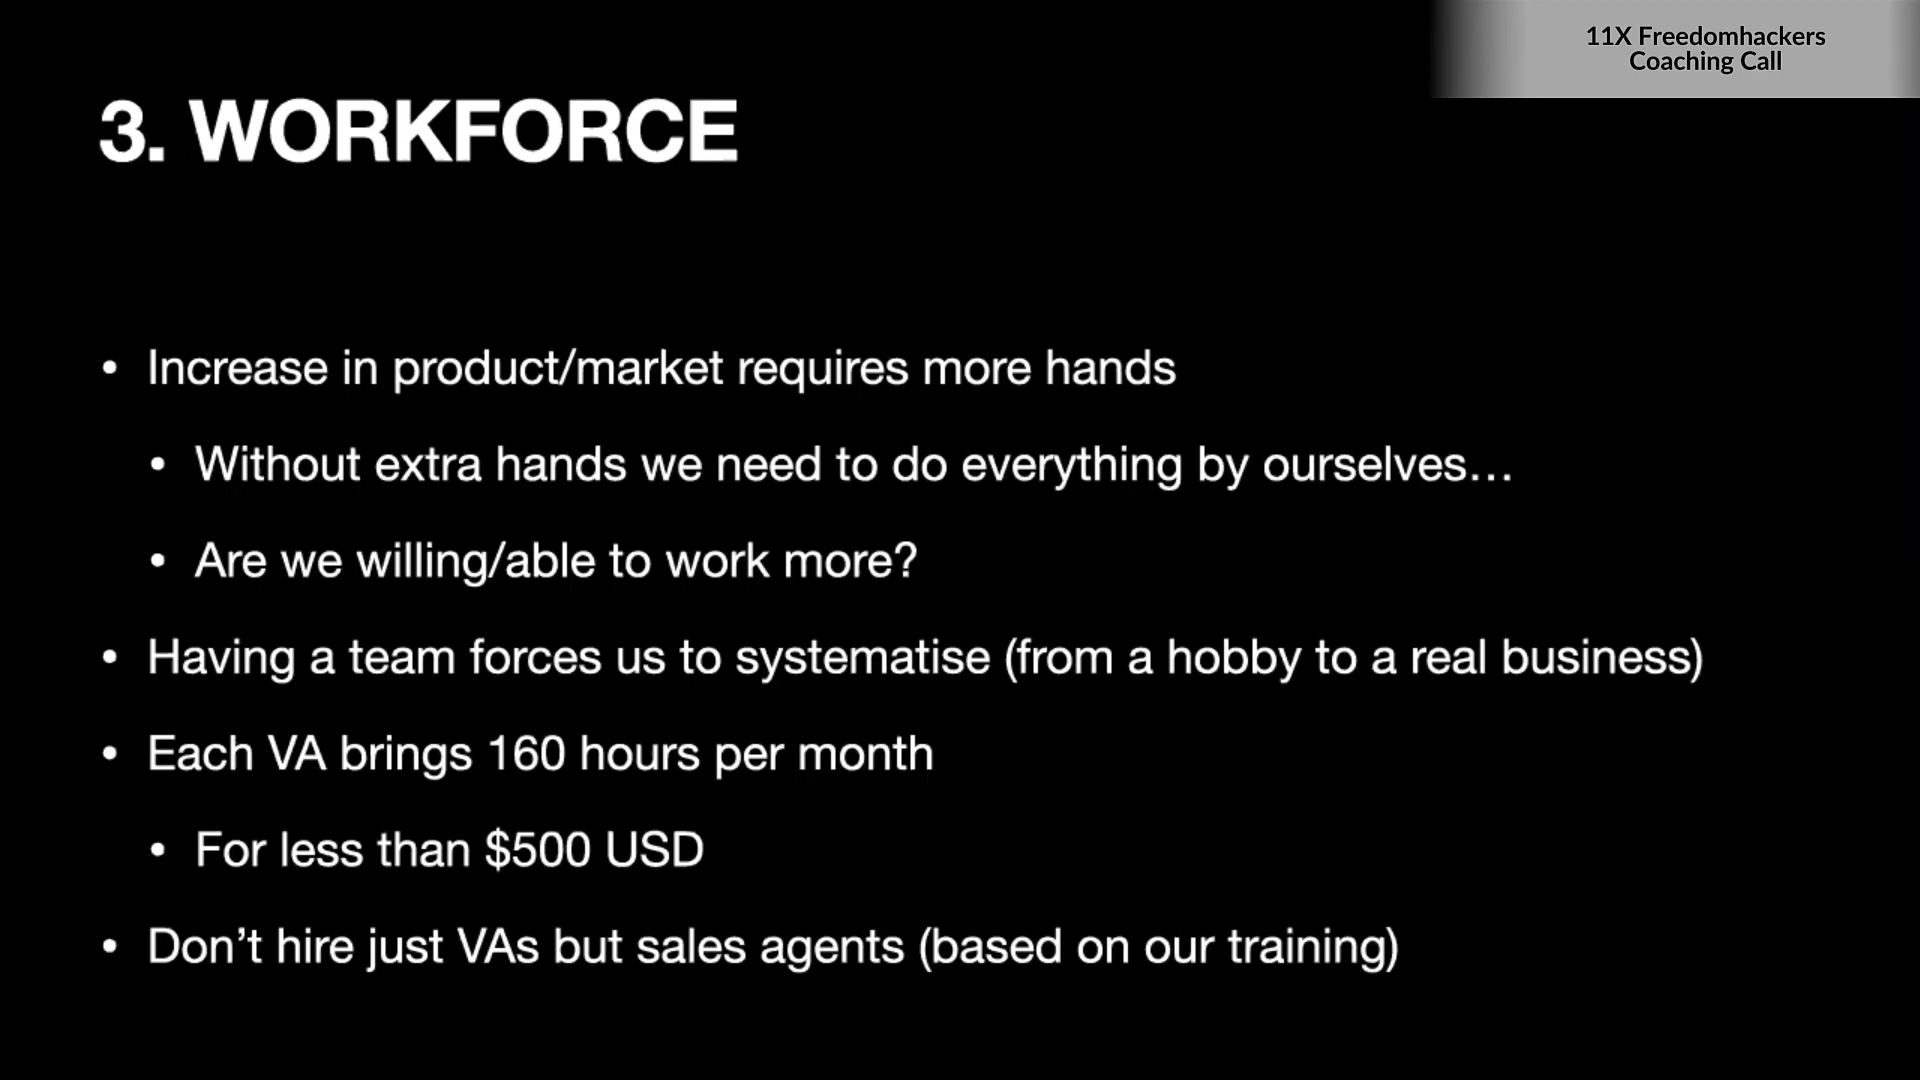 11X Freedomhackers
Coaching Call
3. WORKFORCE
• Increase in product/market requires more hands
• Without extra hands we need to do everything by ourselves…
• Are we willing/able to work more?
• Having a team forces us to systematise (from a hobby to a real business)
• Each VA brings 160 hours per month
• For less than $500 USD
• Don’t hire just VAs but sales agents (based on our training)